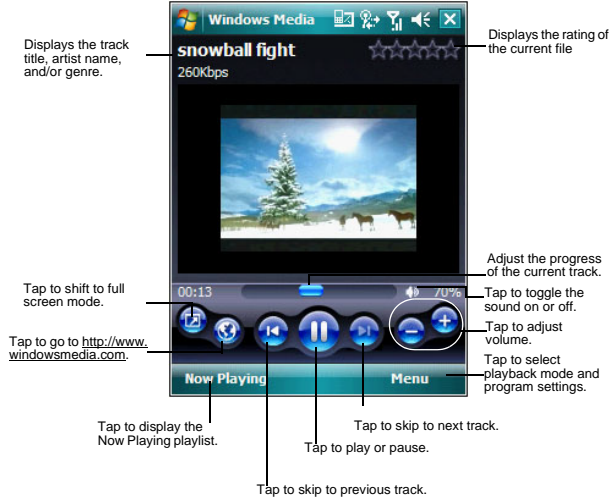 Windows Media
Displays the track
title, artist name,
and/or genre.
snowball fight
260Kbps
Displays the rating of
the current file
Adjust the progress
of the current track.
00:13
70%
Tap to shift to full
screen mode.
Tap to toggle the
sound on or off.
Tap to go to http://www.
windowsmedia.com.
Tap to adjust
volume.
Tap to select
playback mode and
program settings.
Now Playing
Menu
Tap to display the
Now Playing playlist.
Tap to skip to next track.
Tap to play or pause.
Tap to skip to previous track.